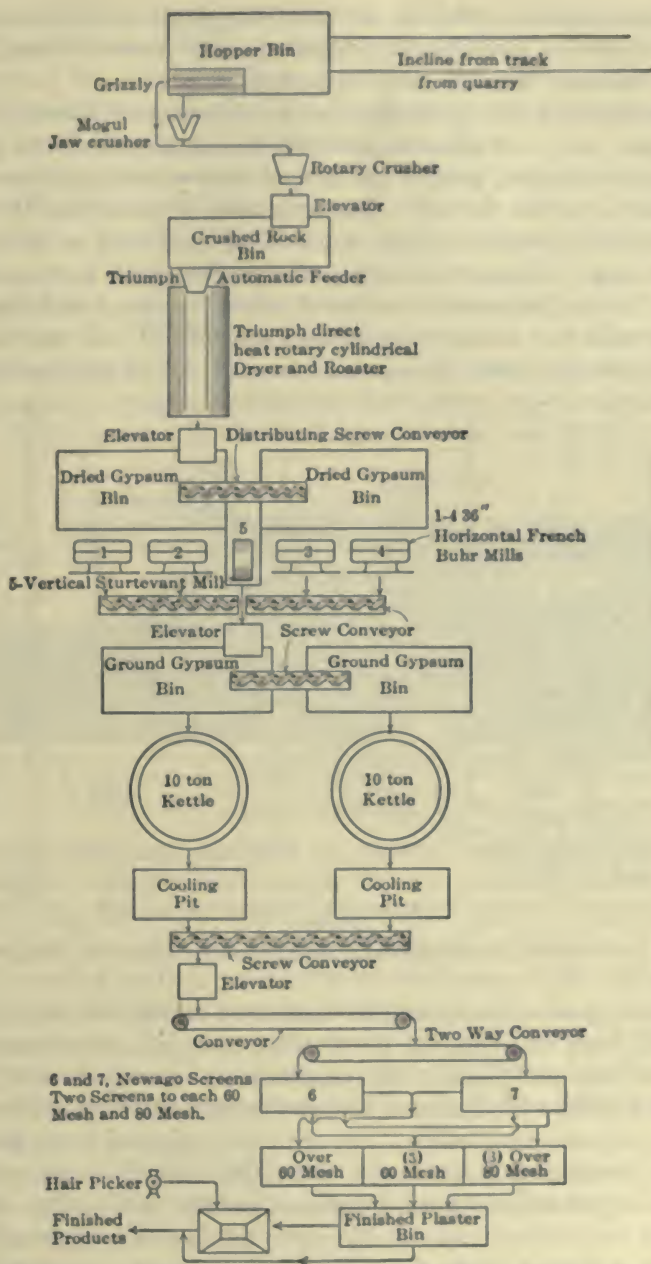 Hopper Bin
Incline from track
from quarry
Grizzly
Mogul
Jaw crusher
Rotary Crusher
Elevator
Crushed Rock
Bin
Triumph Automatic Feeder
Triumph direct
heat rotary cylindrical
Dryer and Roaster
Elevator
Distributing Screw Conveyor
Dried Gypsum
Bin
Dried Gypsum
Bin
5
1-4 36"
Horizontal French
Buhr Mills
1
2
3
4
5-Vertical Sturtevant Mill
Elevator
Screw Conveyor
Ground Gypsum
Bin
Ground Gypsum
Bin
10 ton
Kettle
10 ton
Kettle
Cooling
Pit
Cooling
Pit
Screw Conveyor
Elevator
Conveyor
Two Way Conveyor
6 and 7, Newago Screens
Two Screens to each 60
Mesh and 80 Mesh.
6
7
Over
60 Mesh
(3)
60 Mesh
(3) Over
80 Mesh
Hair Picker
Finished
Products
Finished Plaster
Bin